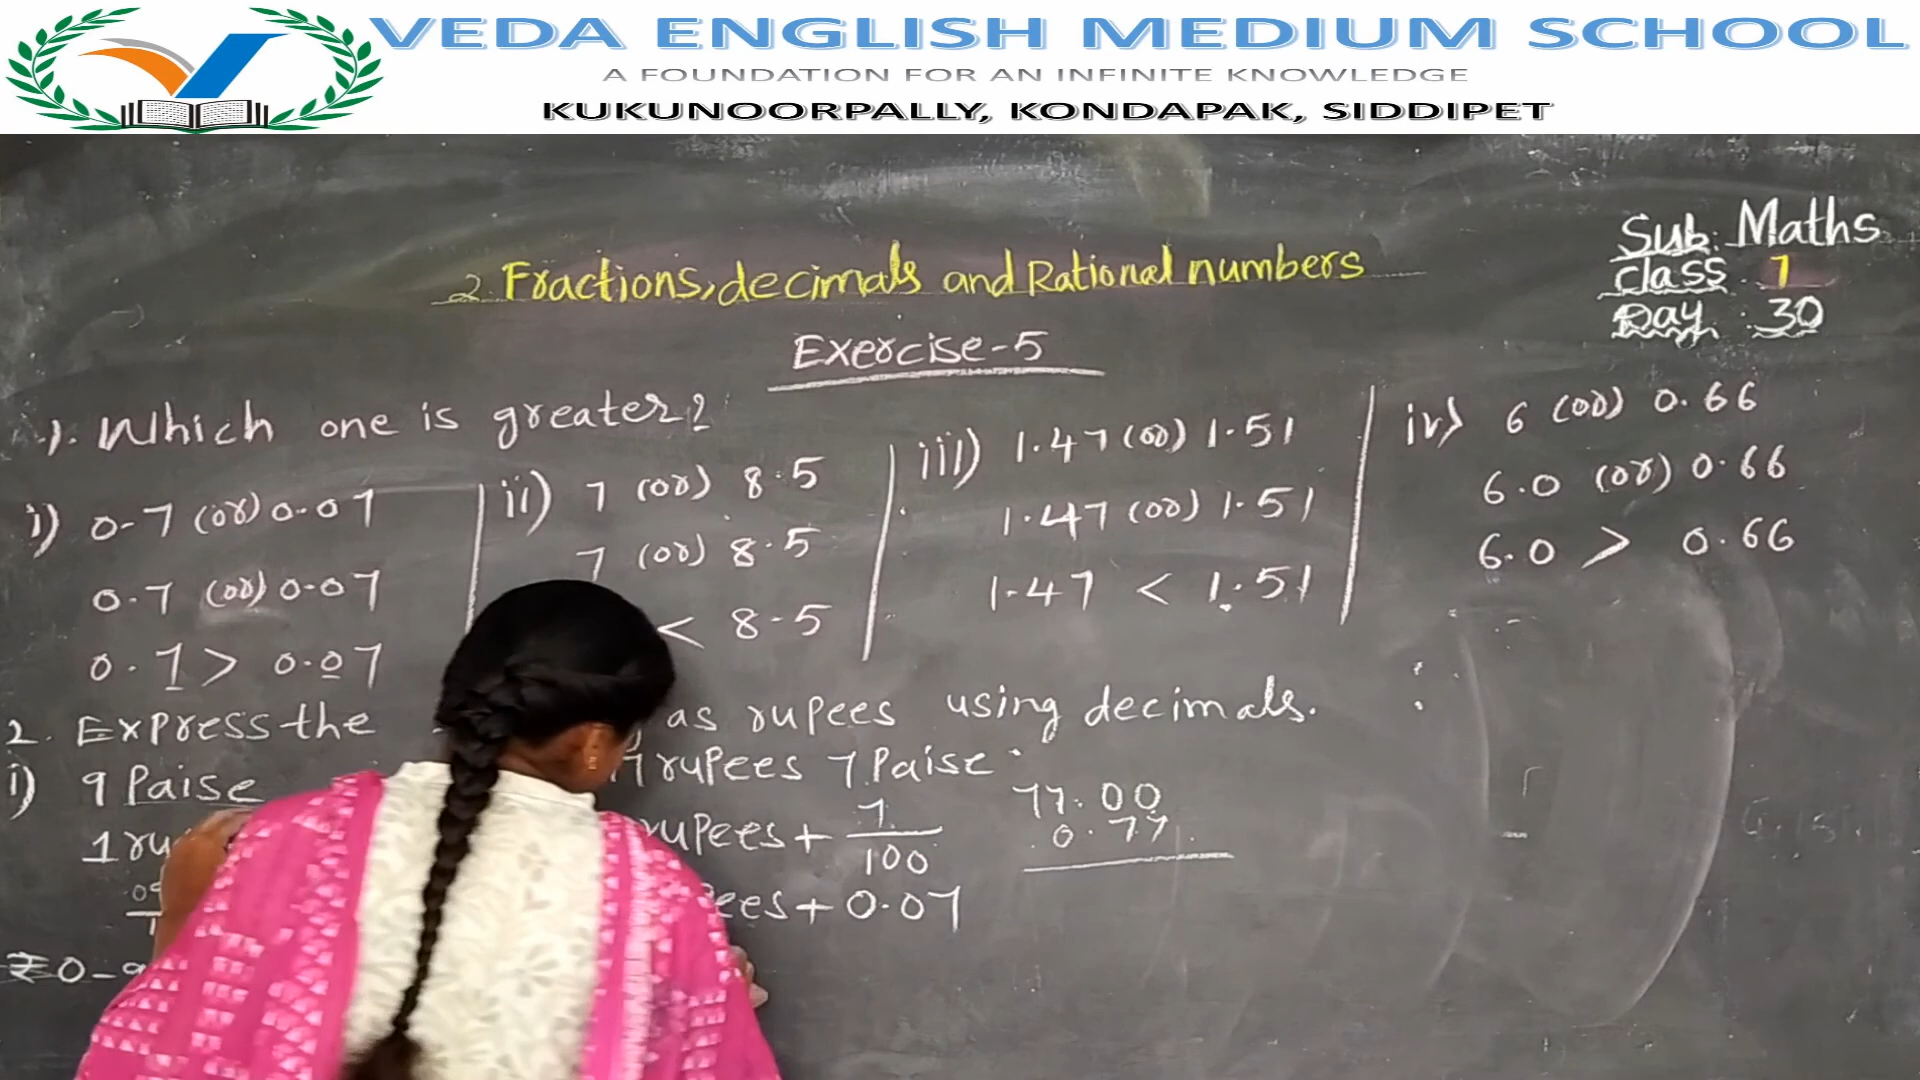 VEDA ENGLISH MEDIUM SCHOOL
A FOUNDATION FOR AN INFINITE KNOWLEDGE
KUKUNOORPALLY, KONDAPAK, SIDDIPET
Sub: Maths
class : 7
Day : 30
2. Fractions, decimals and Rational numbers
Exercise-5
1. Which one is greater?
i) 0.7 (or) 0.07
0.7 (or) 0.07
0.7 > 0.07
ii) 7 (or) 8.5
7 (or) 8.5
< 8.5
iii) 1.47 (or) 1.51
1.47 (or) 1.51
1.47 < 1.51
iv) 6 (or) 0.66
6.0 (or) 0.66
6.0 > 0.66
2. Express the as rupees using decimals.
i) 9 Paise
1 ru
₹0.
7 rupees 7 Paise
rupees + 7/100
ees + 0.07
77.00
0.77